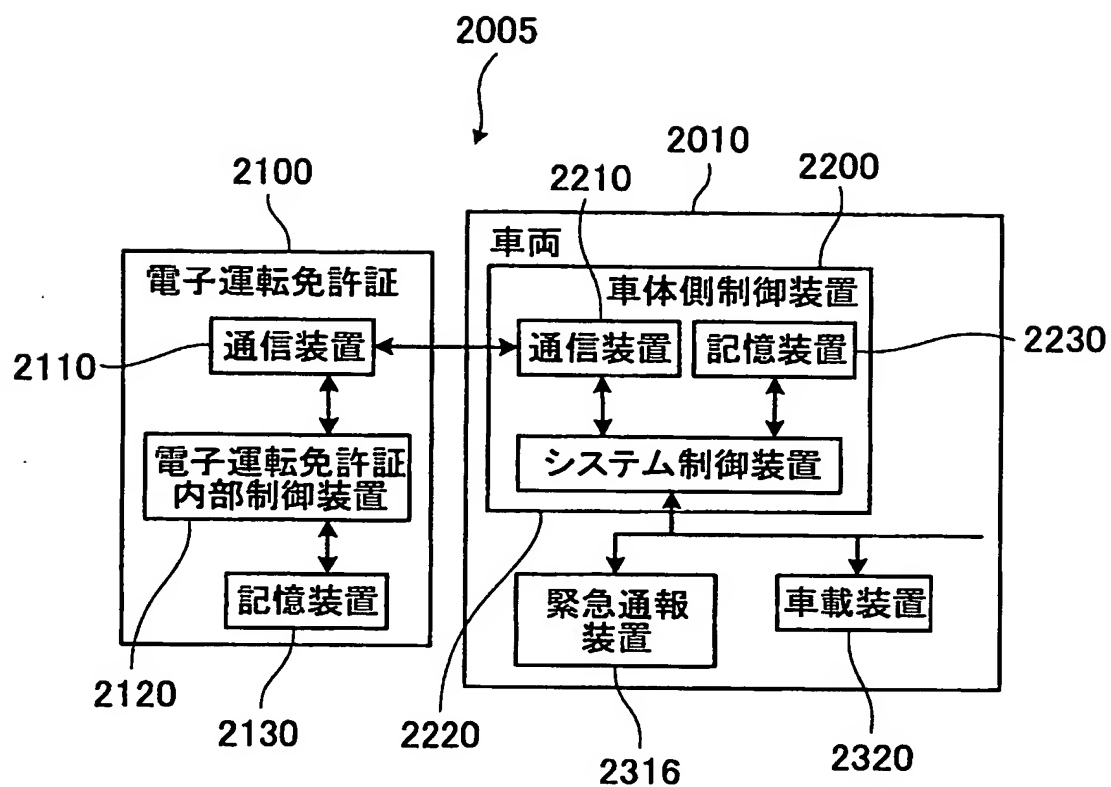 2005
2010
2100
2210
2200
車両
電子運転免許証
車体側制御装置
通信装置
通信装置
記憶装置
2110
2230
電子運転免許証
内部制御装置
システム制御装置
記憶装置
緊急通報
装置
車載装置
2120
2130
2220
2316
2320